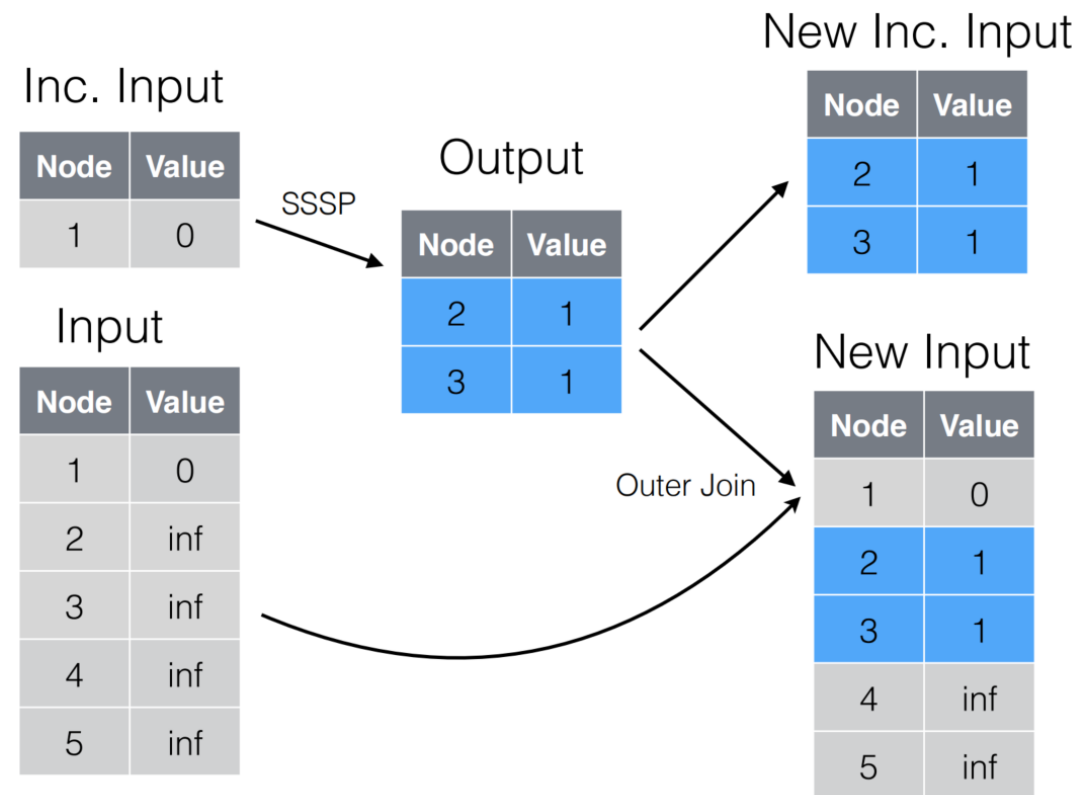 Inc. Input
Node Value
1 0
Input
Node Value
1 0
2 inf
3 inf
4 inf
5 inf
SSSP
Output
Node Value
2 1
3 1
Outer Join
New Inc. Input
Node Value
2 1
3 1
New Input
Node Value
1 0
2 1
3 1
4 inf
5 inf